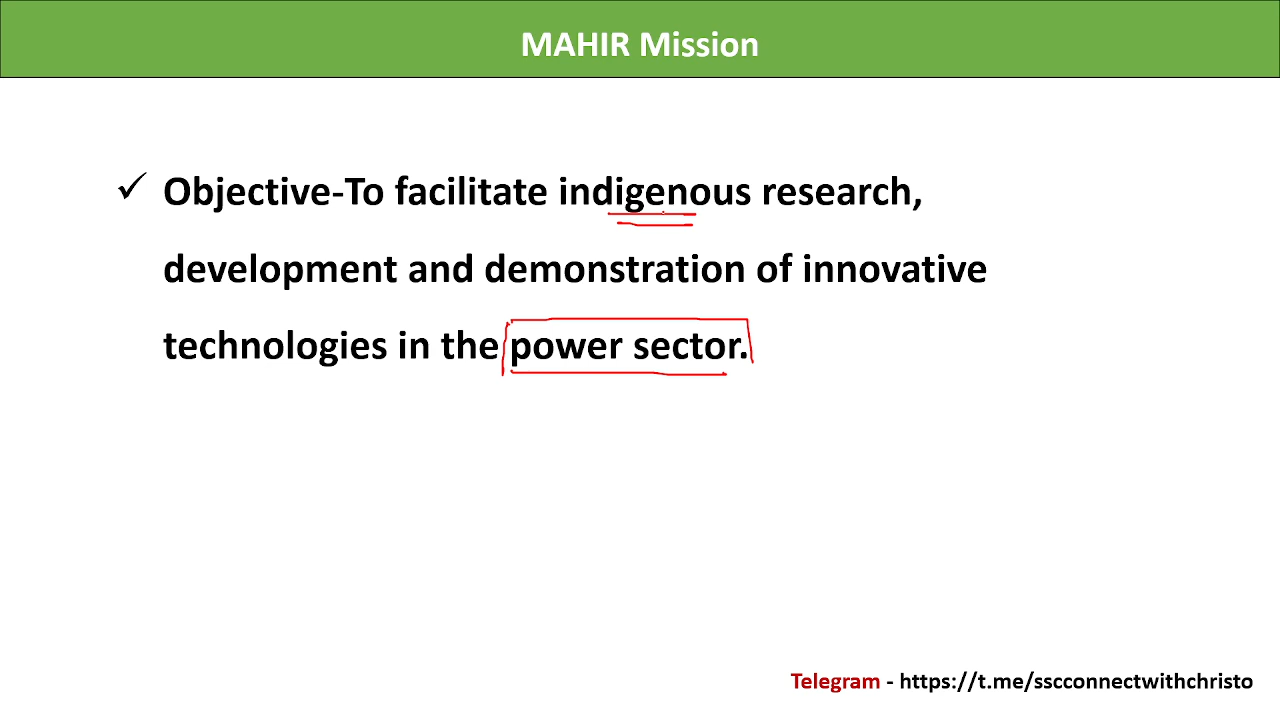 MAHIR Mission
✓ Objective-To facilitate indigenous research,
development and demonstration of innovative
technologies in the power sector.
Telegram - https://t.me/sscconnectwithchristo